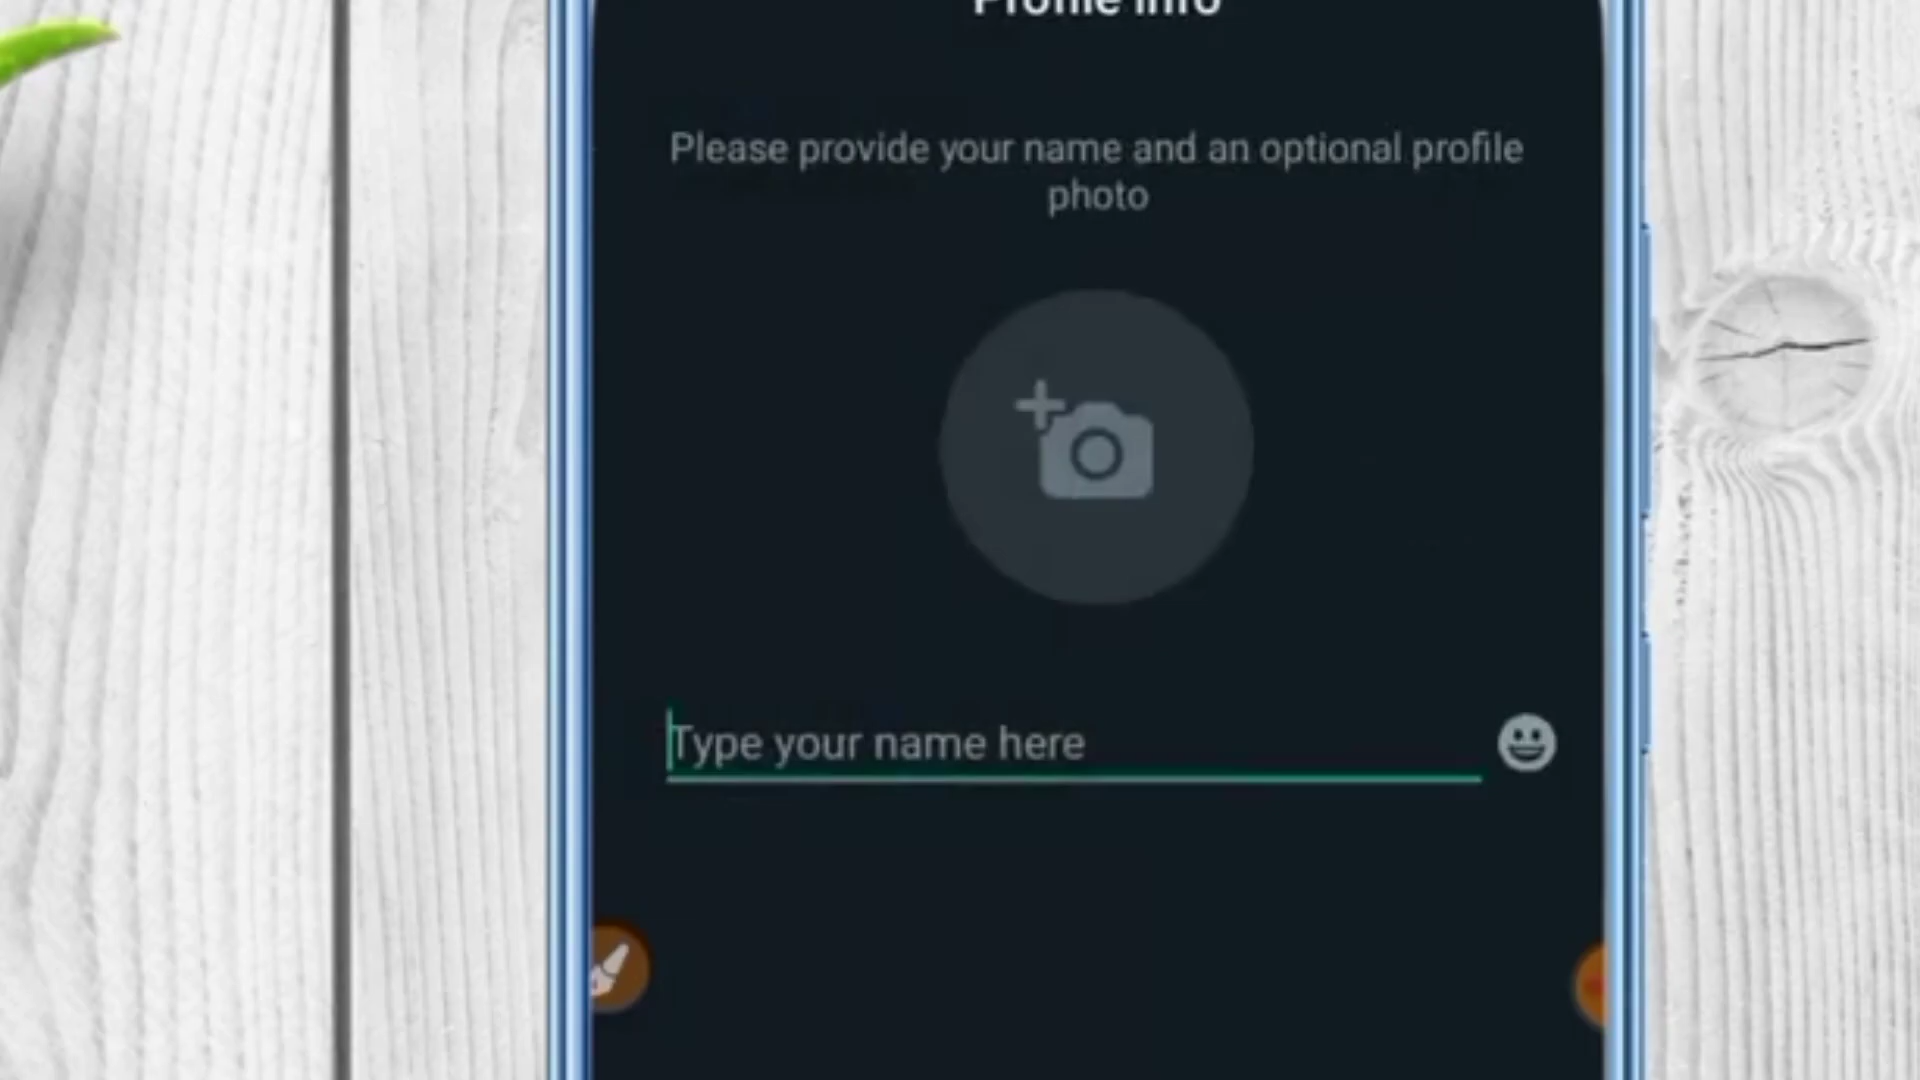 Profile info
Please provide your name and an optional profile
photo
Type your name here